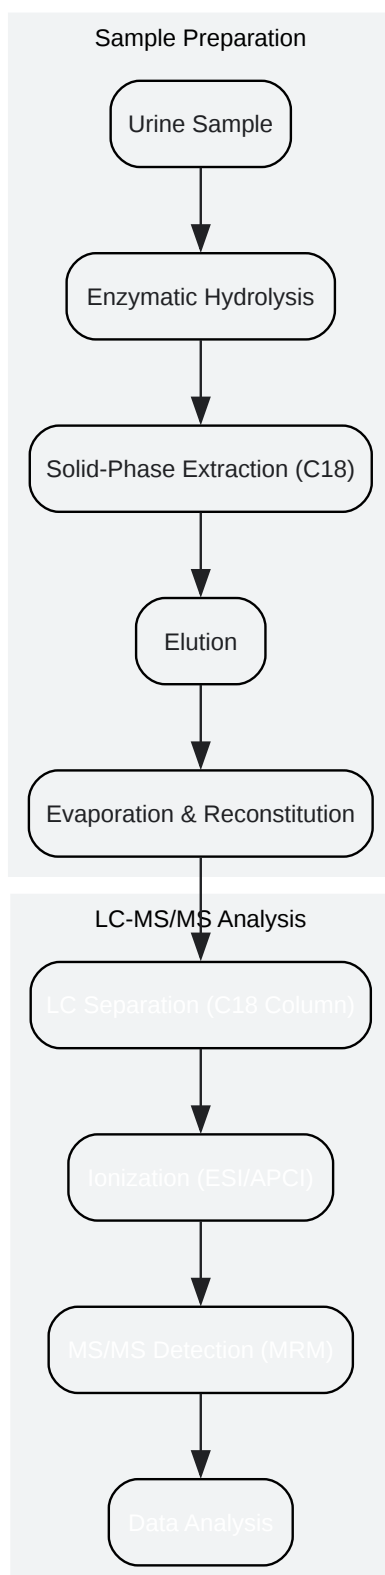 Sample Preparation
Urine Sample
Enzymatic Hydrolysis
Solid-Phase Extraction (C18)
Elution
Evaporation & Reconstitution
LC-MS/MS Analysis
LC Separation (C18 Column)
Ionization (ESI/APCI)
MS/MS Detection (MRM)
Data Analysis